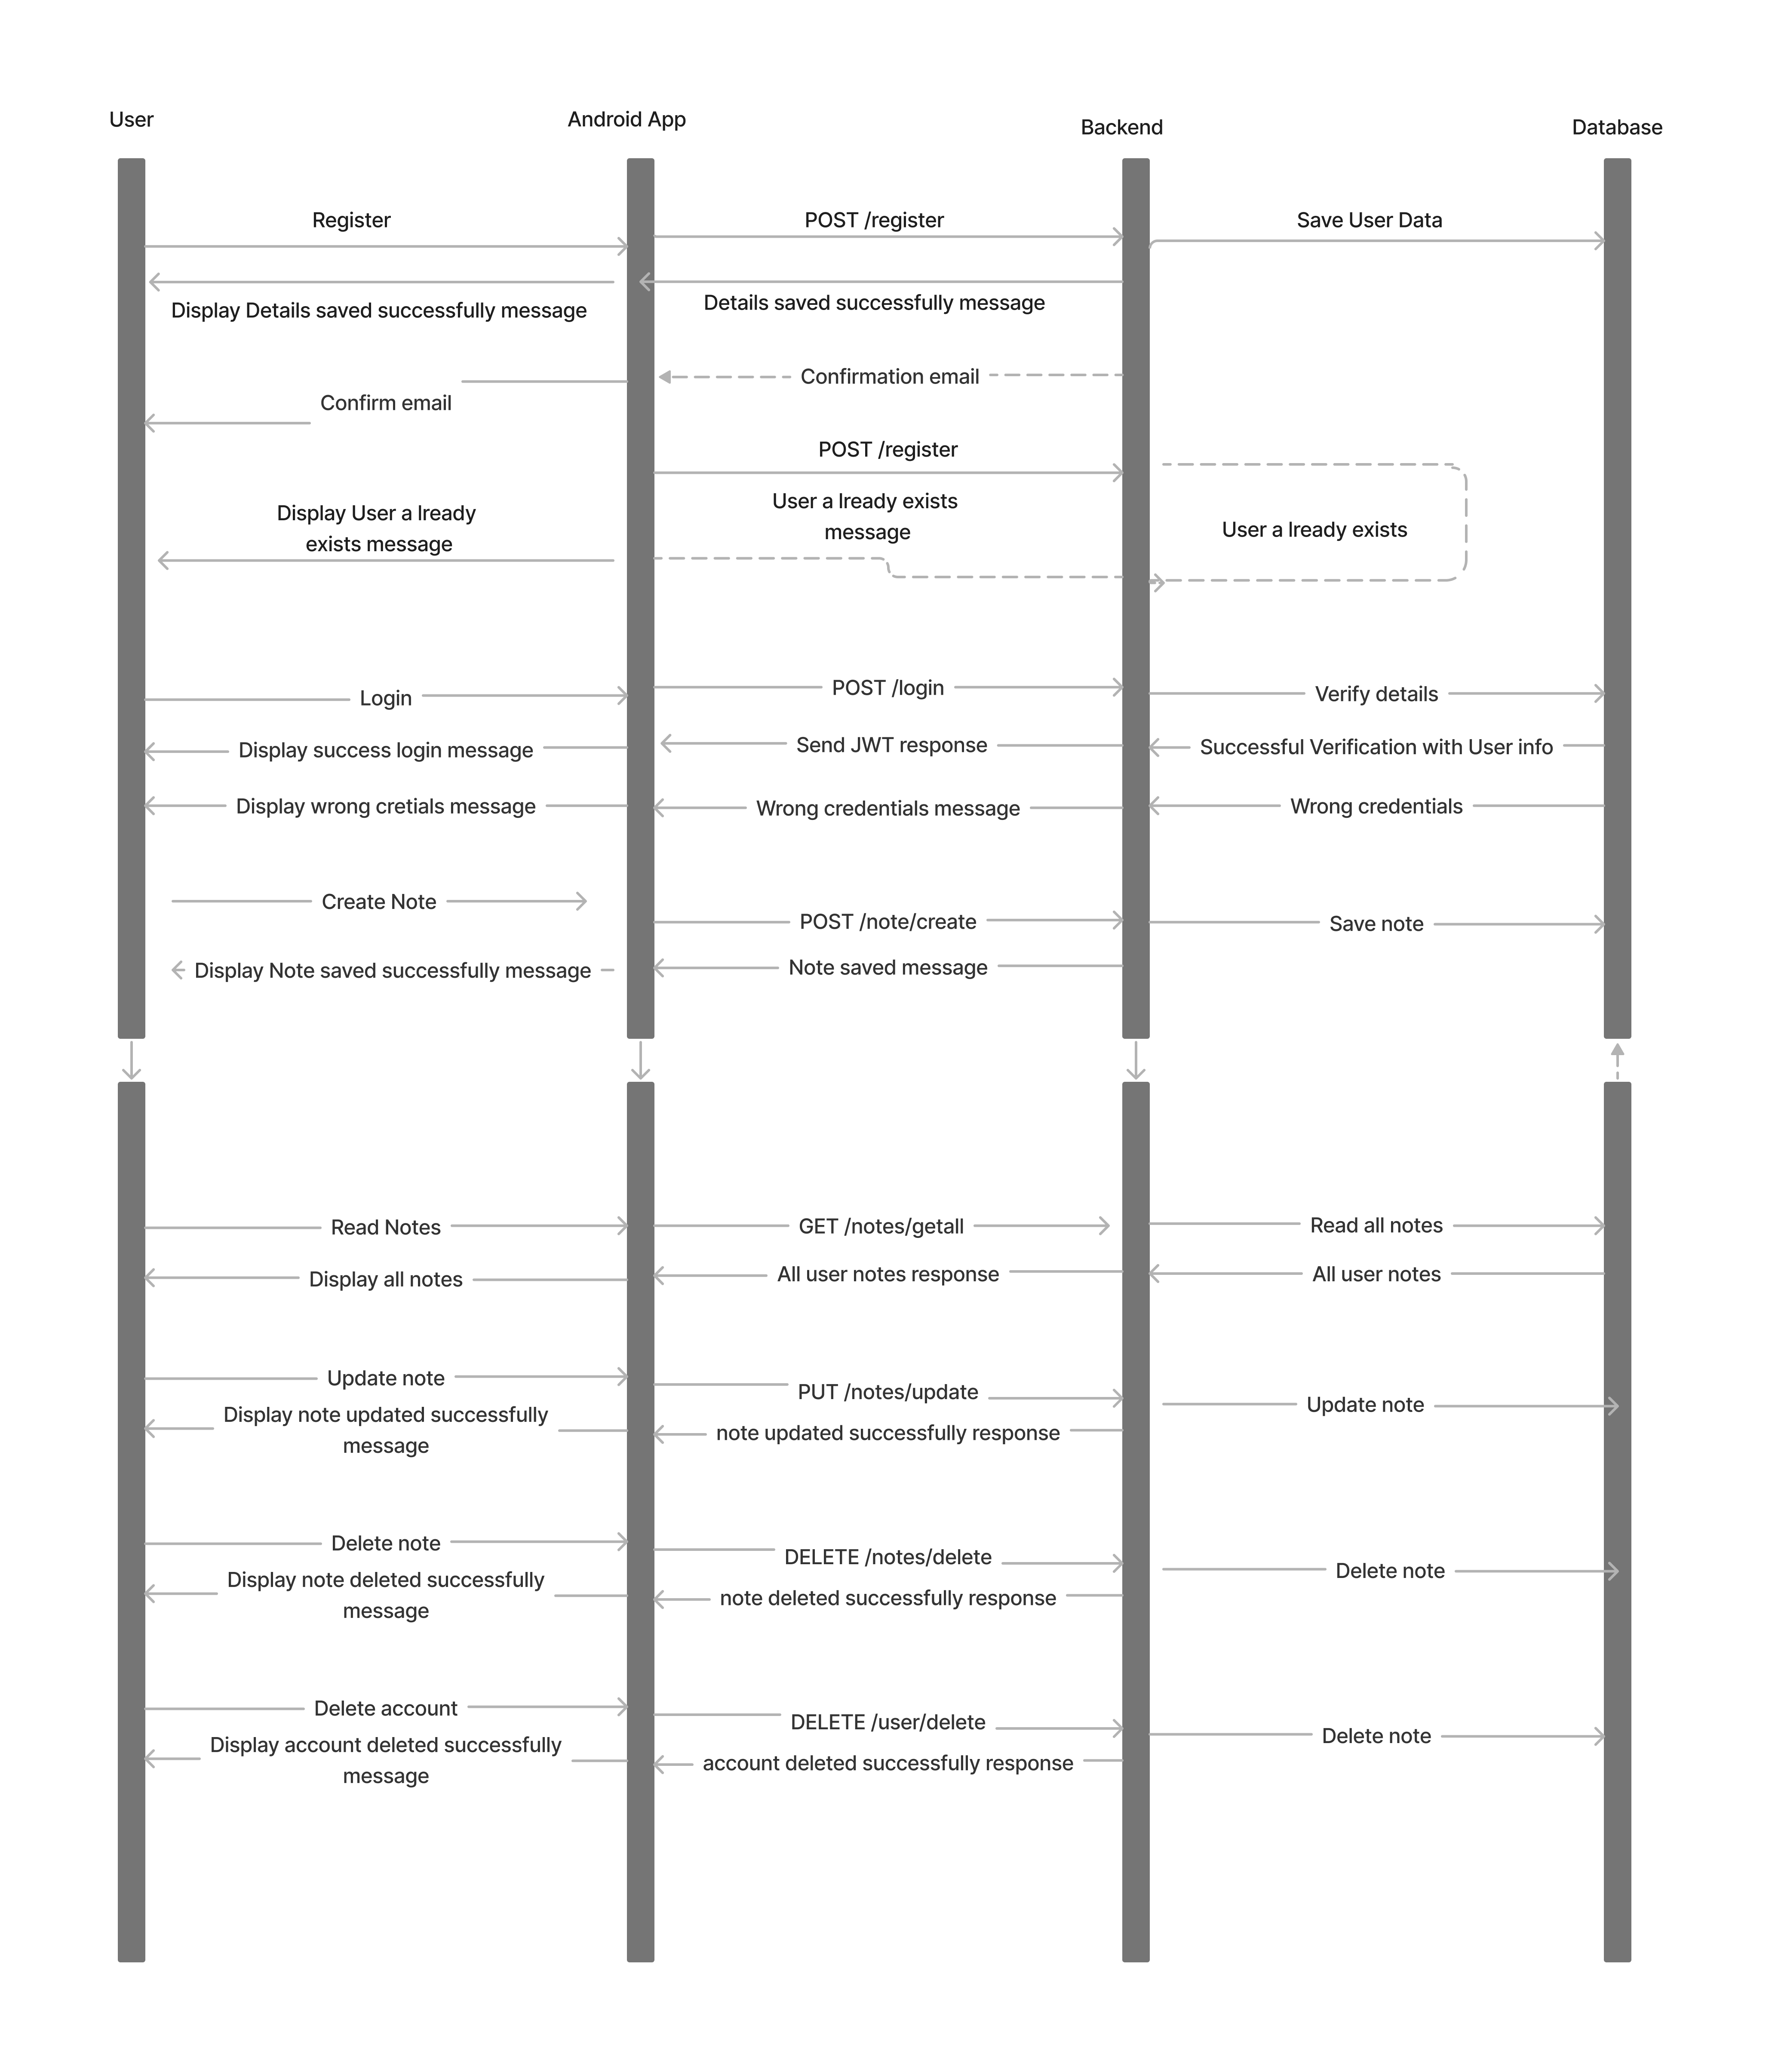 User
Android App
Backend
Database
Register
POST /register
Save User Data
Display Details saved successfully message
Details saved successfully message
Confirmation email
Confirm email
POST /register
Display User a lready
exists message
User a lready exists
message
User a lready exists
Login
POST /login
Verify details
Display success login message
Send JWT response
Successful Verification with User info
Display wrong cretials message
Wrong credentials message
Wrong credentials
Create Note
POST /note/create
Save note
Display Note saved successfully message
Note saved message
Read Notes
GET /notes/getall
Read all notes
Display all notes
All user notes response
All user notes
Update note
PUT /notes/update
Update note
Display note updated successfully
message
note updated successfully response
Delete note
DELETE /notes/delete
Delete note
Display note deleted successfully
message
note deleted successfully response
Delete account
DELETE /user/delete
Delete note
Display account deleted successfully
message
account deleted successfully response